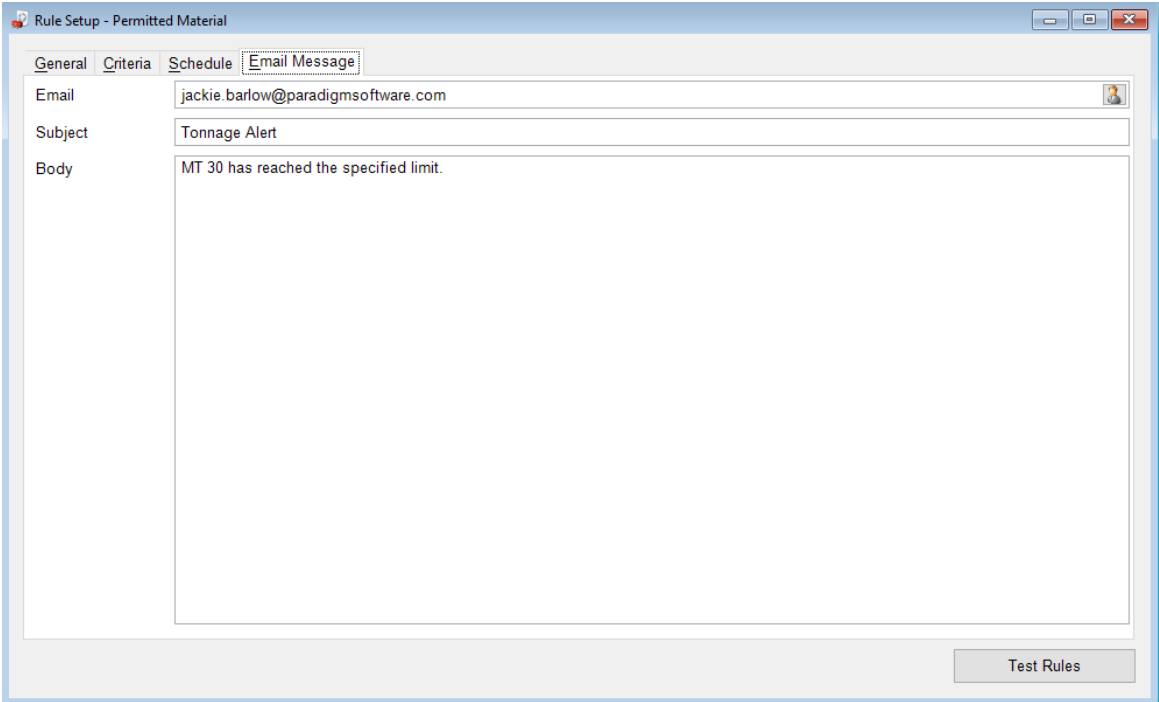 Rule Setup - Permitted Material
General Criteria Schedule Email Message
Email jackie.barlow@paradigmsoftware.com
Subject Tonnage Alert
Body MT 30 has reached the specified limit.
Test Rules